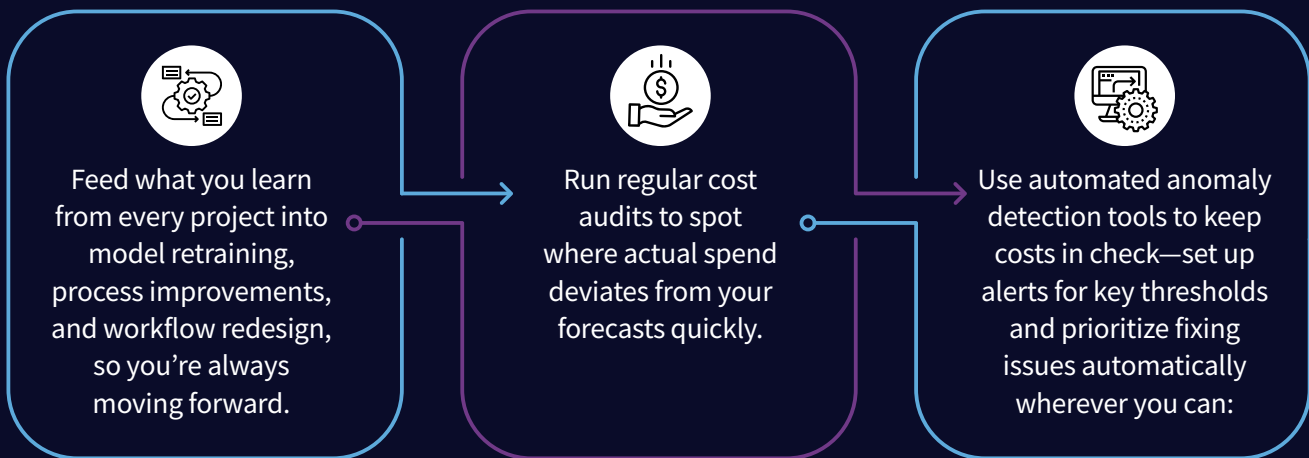 Feed what you learn
from every project into
model retraining,
process improvements,
and workflow redesign,
so you’re always
moving forward.
Run regular cost
audits to spot
where actual spend
deviates from your
forecasts quickly.
Use automated anomaly
detection tools to keep
costs in check—set up
alerts for key thresholds
and prioritize fixing
issues automatically
wherever you can: